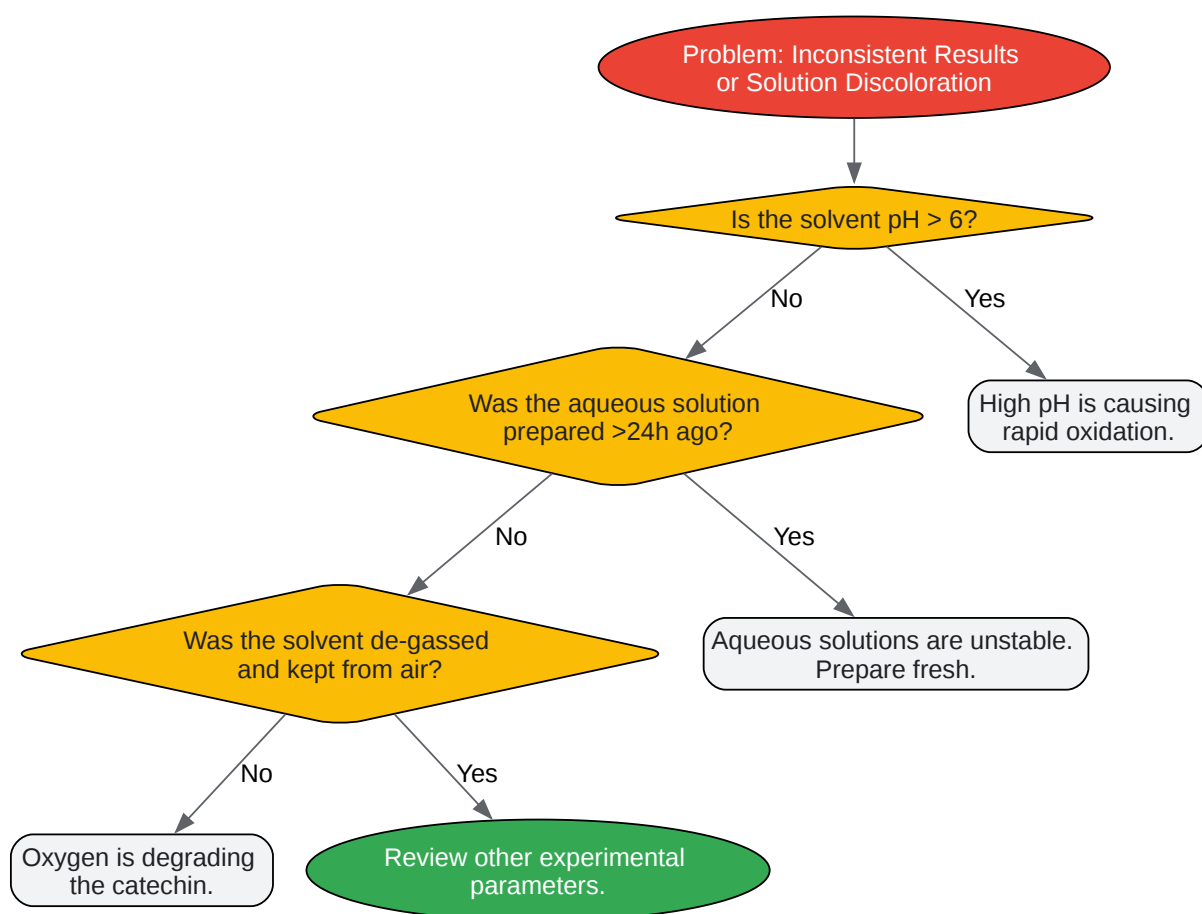 Problem: Inconsistent Results
or Solution Discoloration
Is the solvent pH > 6?
No
Yes
Was the aqueous solution
prepared >24h ago?
High pH is causing
rapid oxidation.
No
Yes
Was the solvent de-gassed
and kept from air?
Aqueous solutions are unstable.
Prepare fresh.
No
Yes
Oxygen is degrading
the catechin.
Review other experimental
parameters.